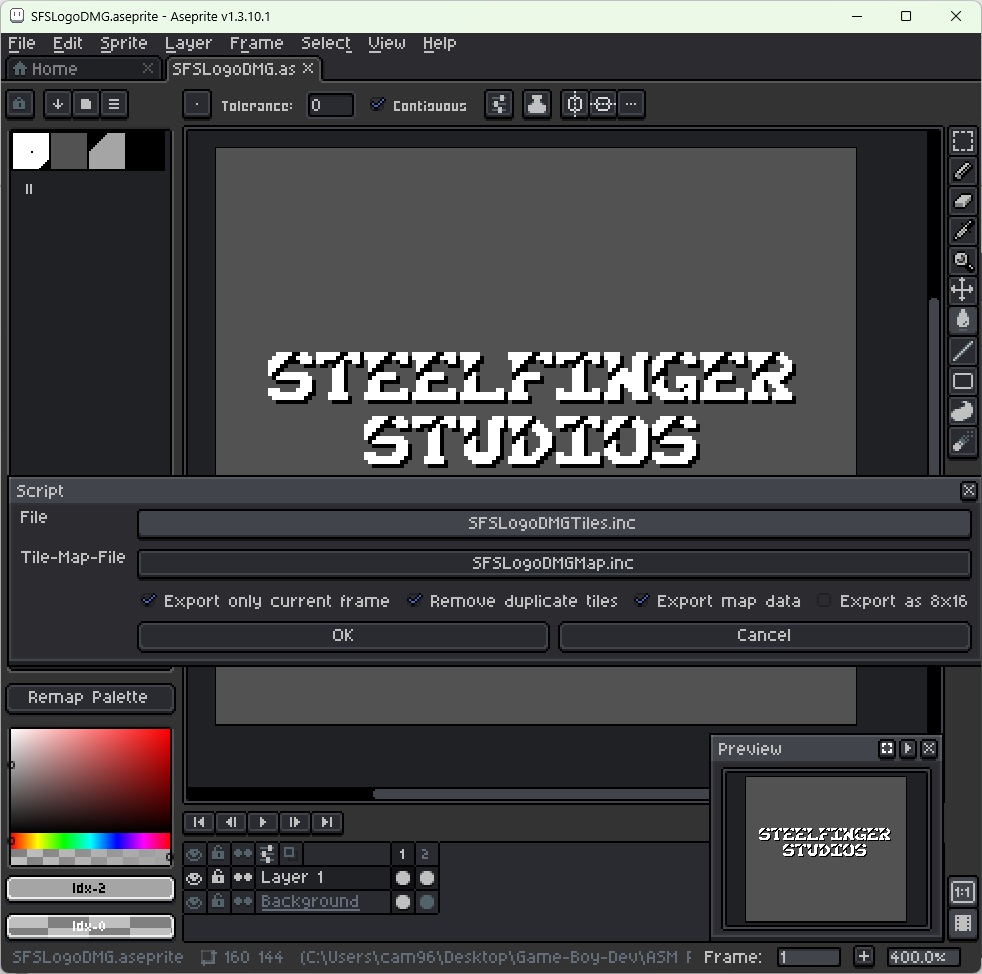 SFSLogoDMG.aseprite - Aseprite v1.3.10.1
File Edit Sprite Layer Frame Select View Help
Home SFSLogoDMG.as
Tolerance: 0 Contiguous
STEELFINGER
STUDIOS
Script
File SFSLogoDMGTiles.inc
Tile-Map-File SFSLogoDMGMap.inc
Export only current frame Remove duplicate tiles Export map data Export as 8x16
OK Cancel
Remap Palette
Preview
STEELFINGER
STUDIOS
1 2
Layer 1
Background
Idx-2
Idx-0
1:1
SFSLogoDMG.aseprite 160 144 (C:\Users\cam96\Desktop\Game-Boy-Dev\ASM Frame: 1 + 400.0%